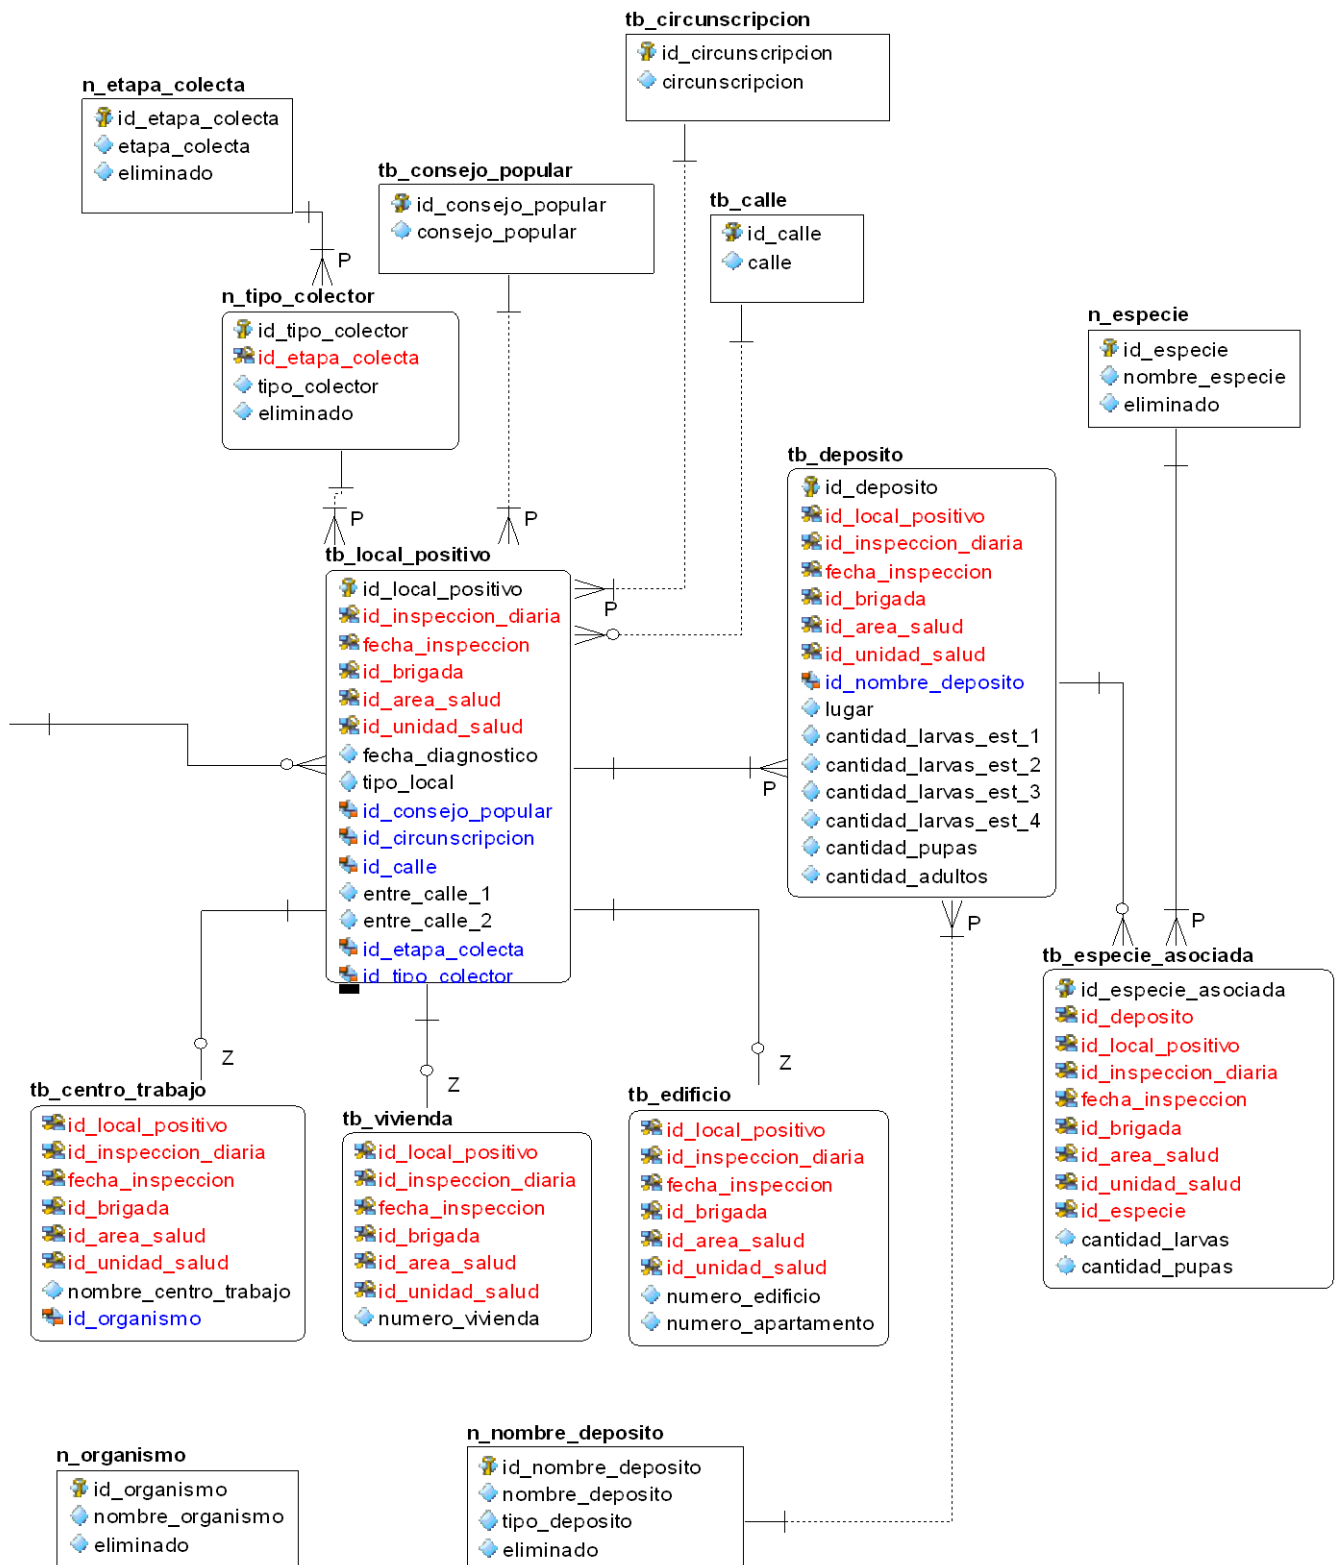 tb_circunscripcion
id_circunscripcion
circunscripcion
n_etapa_colecta
id_etapa_colecta
etapa_colecta
eliminado
tb_consejo_popular
id_consejo_popular
consejo_popular
tb_calle
id_calle
calle
P
n_tipo_colector
id_tipo_colector
id_etapa_colecta
tipo_colector
eliminado
n_especie
id_especie
nombre_especie
eliminado
P
P
tb_local_positivo
id_local_positivo
id_inspeccion_diaria
fecha_inspeccion
id_brigada
id_area_salud
id_unidad_salud
fecha_diagnostico
tipo_local
id_consejo_popular
id_circunscripcion
id_calle
entre_calle_1
entre_calle_2
id_etapa_colecta
id_tipo_colector
P
tb_deposito
id_deposito
id_local_positivo
id_inspeccion_diaria
fecha_inspeccion
id_brigada
id_area_salud
id_unidad_salud
id_nombre_deposito
lugar
cantidad_larvas_est_1
cantidad_larvas_est_2
cantidad_larvas_est_3
cantidad_larvas_est_4
cantidad_pupas
cantidad_adultos
P
P
P
tb_especie_asociada
id_especie_asociada
id_deposito
id_local_positivo
id_inspeccion_diaria
fecha_inspeccion
id_brigada
id_area_salud
id_unidad_salud
id_especie
cantidad_larvas
cantidad_pupas
Z
tb_centro_trabajo
id_local_positivo
id_inspeccion_diaria
fecha_inspeccion
id_brigada
id_area_salud
id_unidad_salud
nombre_centro_trabajo
id_organismo
Z
tb_vivienda
id_local_positivo
id_inspeccion_diaria
fecha_inspeccion
id_brigada
id_area_salud
id_unidad_salud
numero_vivienda
Z
tb_edificio
id_local_positivo
id_inspeccion_diaria
fecha_inspeccion
id_brigada
id_area_salud
id_unidad_salud
numero_edificio
numero_apartamento
n_organismo
id_organismo
nombre_organismo
eliminado
n_nombre_deposito
id_nombre_deposito
nombre_deposito
tipo_deposito
eliminado